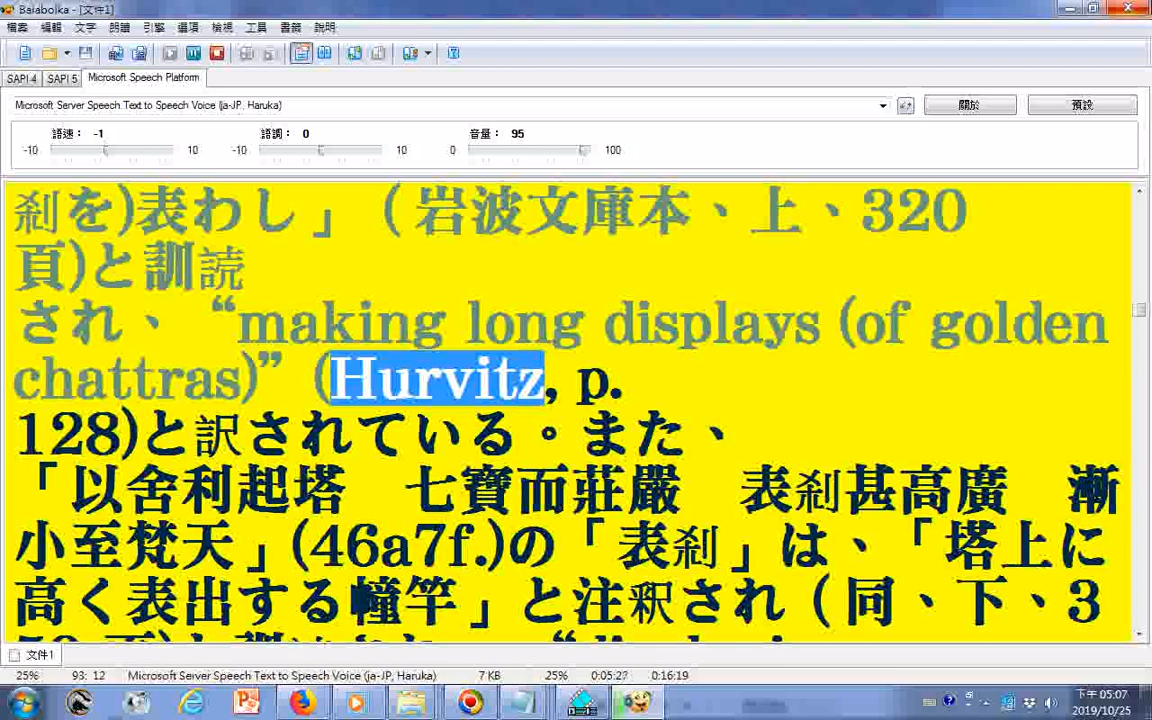 Balabolka - [文件1]
檔案 編輯 文字 朗讀 引擎 選項 檢視 工具 書籤 說明
SAPI 4 SAPI 5 Microsoft Speech Platform
Microsoft Server Speech Text to Speech Voice (ja-JP, Haruka)
關於 預設
語速： -1 語調： 0 音量： 95
-10 10 -10 10 0 100
剎を)表わし」（岩波文庫本、上、320
頁)と訓読
され、“making long displays (of golden
chattras)”(Hurvitz, p.
128)と訳されている。また、
「以舍利起塔　七寶而莊嚴　表剎甚高廣　漸
小至梵天」(46a7f.)の「表剎」は、「塔上に
高く表出する幢竿」と注釈され（同、下、3
文件1
25% 93: 12 Microsoft Server Speech Text to Speech Voice (ja-JP, Haruka) 7 KB 25% 0:05:27 0:16:19
下午 05:07
2019/10/25